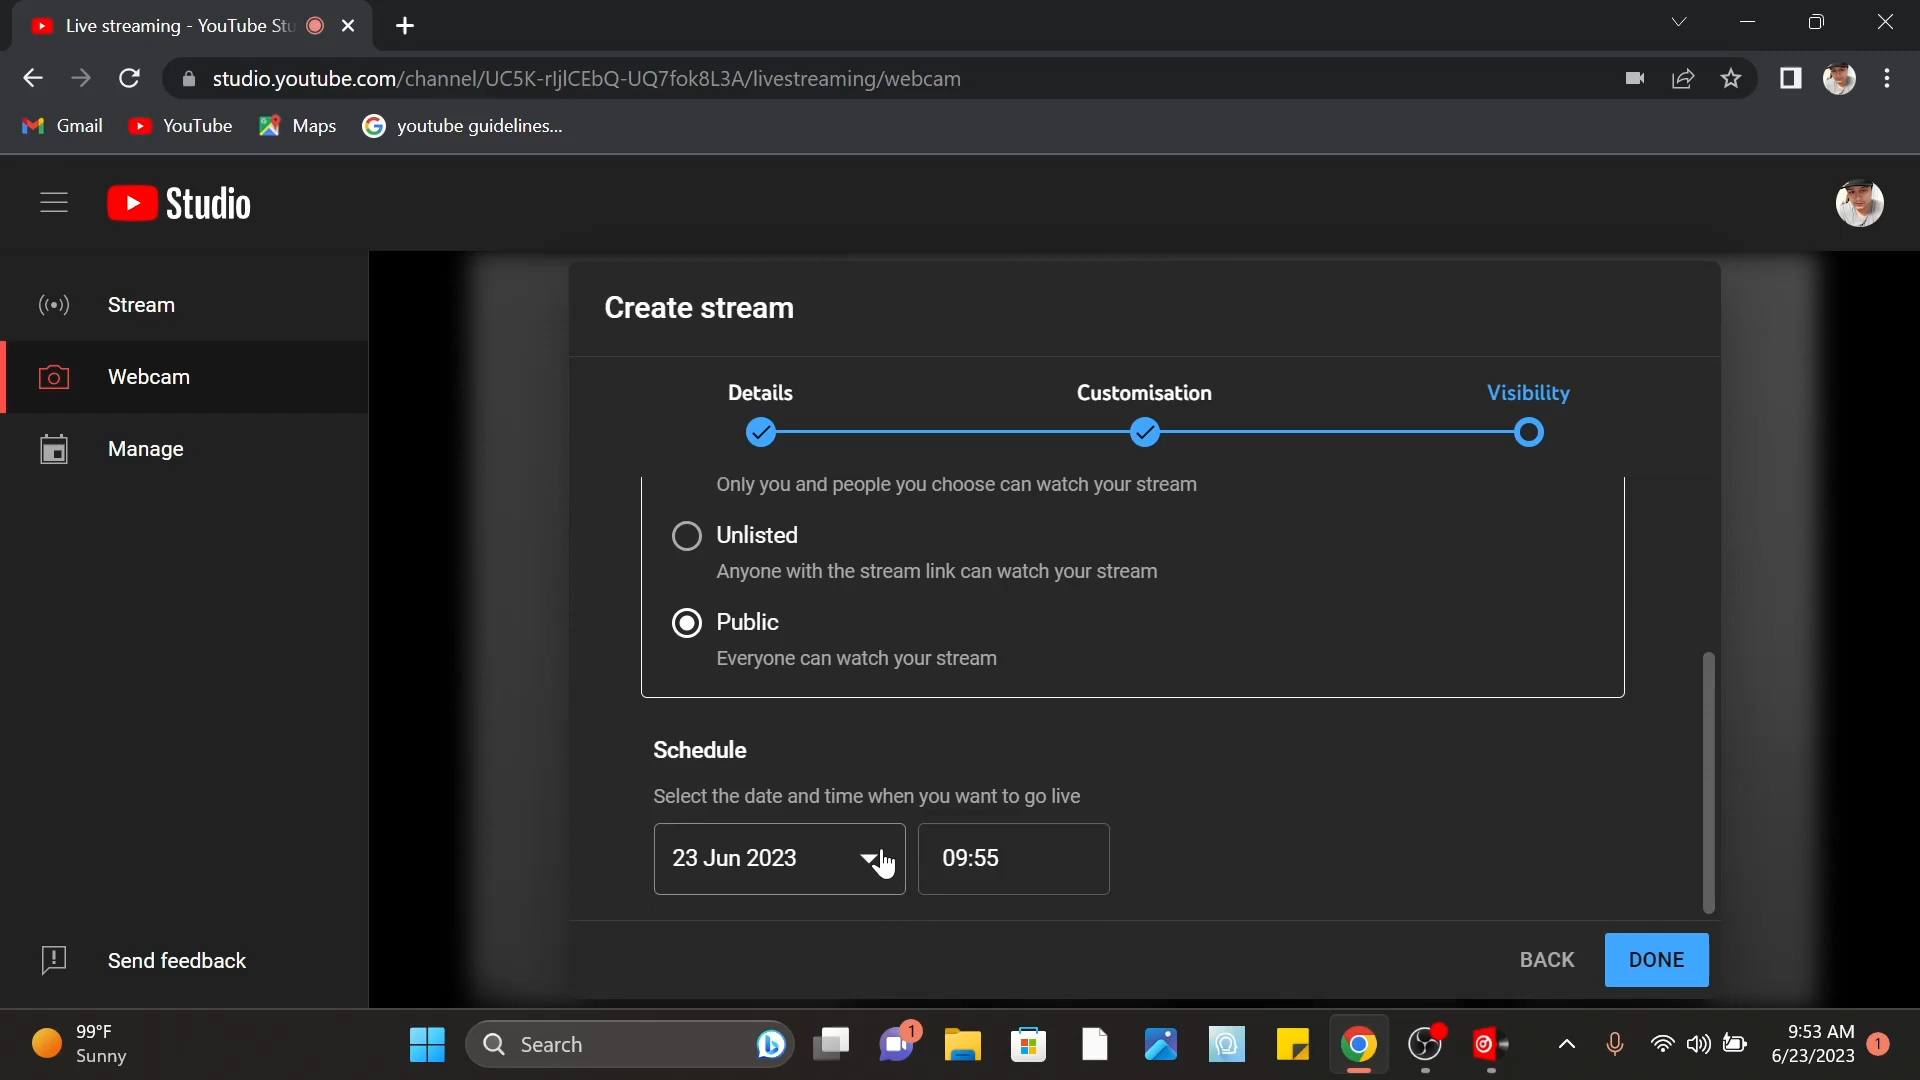 Live streaming - YouTube Stu
studio.youtube.com/channel/UC5K-rIjlCEbQ-UQ7fok8L3A/livestreaming/webcam
Gmail
YouTube
Maps
youtube guidelines...
Studio
Stream
Webcam
Manage
Send feedback
Create stream
Details
Customisation
Visibility
Only you and people you choose can watch your stream
Unlisted
Anyone with the stream link can watch your stream
Public
Everyone can watch your stream
Schedule
Select the date and time when you want to go live
23 Jun 2023
09:55
BACK
DONE
99°F
Sunny
Search
1
9:53 AM
6/23/2023
1